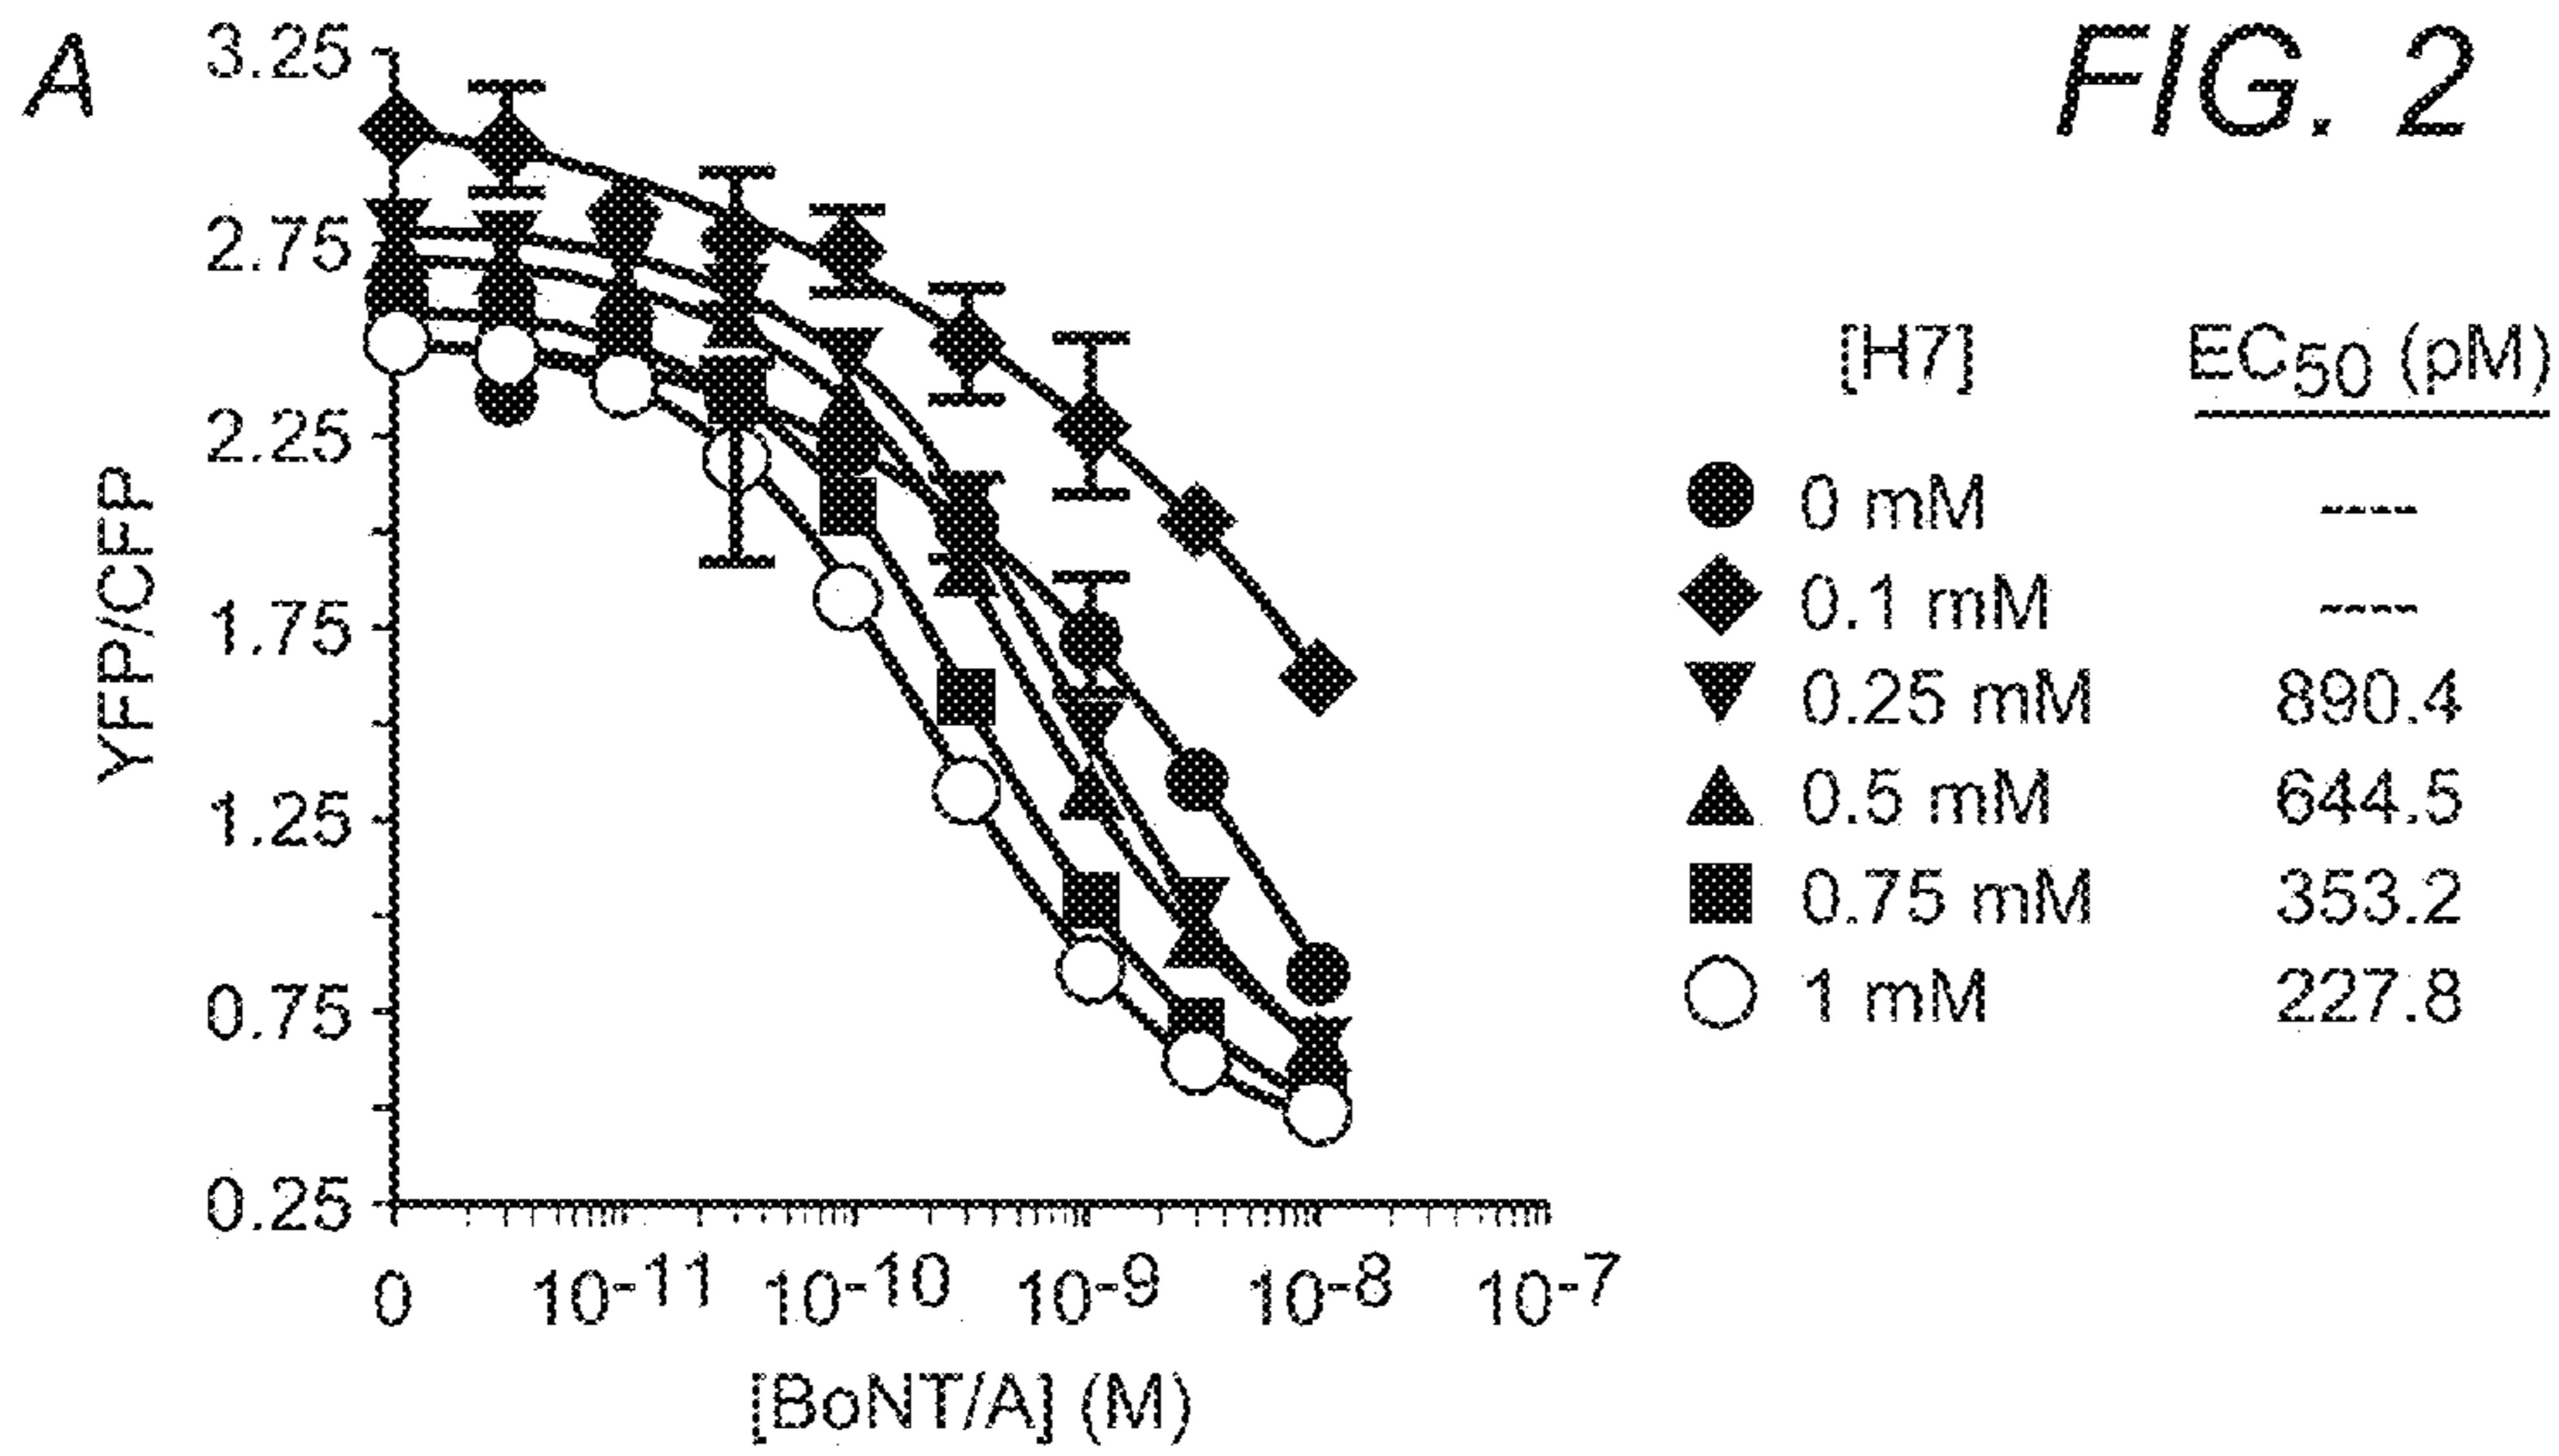 A
FIG. 2
3.25
2.75
2.25
1.75
1.25
0.75
0.25
YFP/CFP
0 10-11 10-10 10-9 10-8 10-7
[BoNT/A] (M)
[H7] EC50 (pM)
0 mM ----
0.1 mM ----
0.25 mM 890.4
0.5 mM 644.5
0.75 mM 353.2
1 mM 227.8